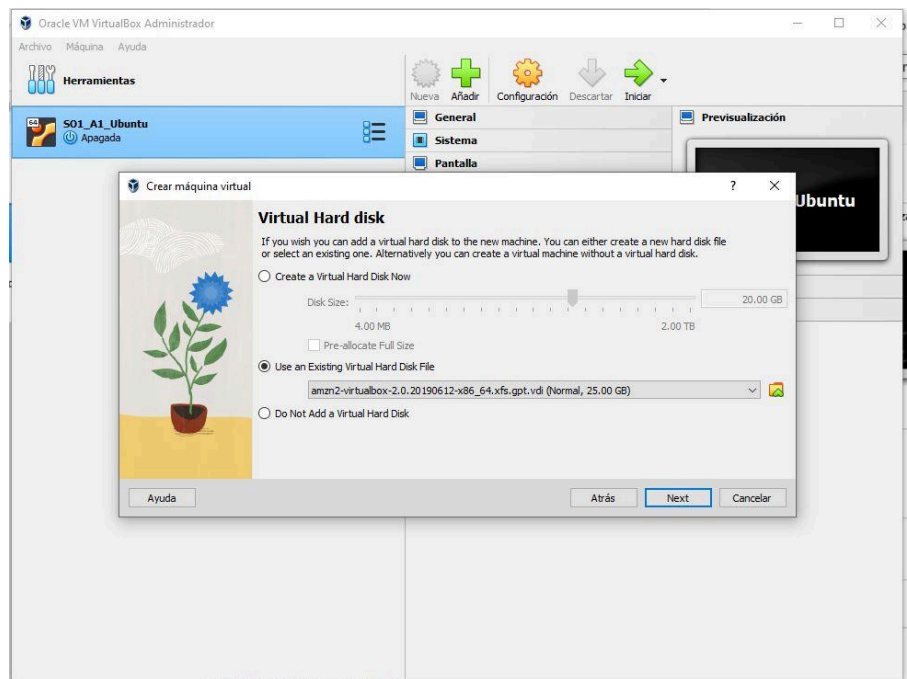 Oracle VM VirtualBox Administrador
Archivo Máquina Ayuda
Herramientas
Nueva Añadir Configuración Descartar Iniciar
64
S01_A1_Ubuntu
Apagada
General
Sistema
Pantalla
Previsualización
Ubuntu
Crear máquina virtual
?
Virtual Hard disk
If you wish you can add a virtual hard disk to the new machine. You can either create a new hard disk file
or select an existing one. Alternatively you can create a virtual machine without a virtual hard disk.
Create a Virtual Hard Disk Now
Disk Size:
20.00 GB
4.00 MB 2.00 TB
Pre-allocate Full Size
Use an Existing Virtual Hard Disk File
amzn2-virtualbox-2.0.20190612-x86_64.xfs.gpt.vdi (Normal, 25.00 GB)
Do Not Add a Virtual Hard Disk
Ayuda Atrás Next Cancelar